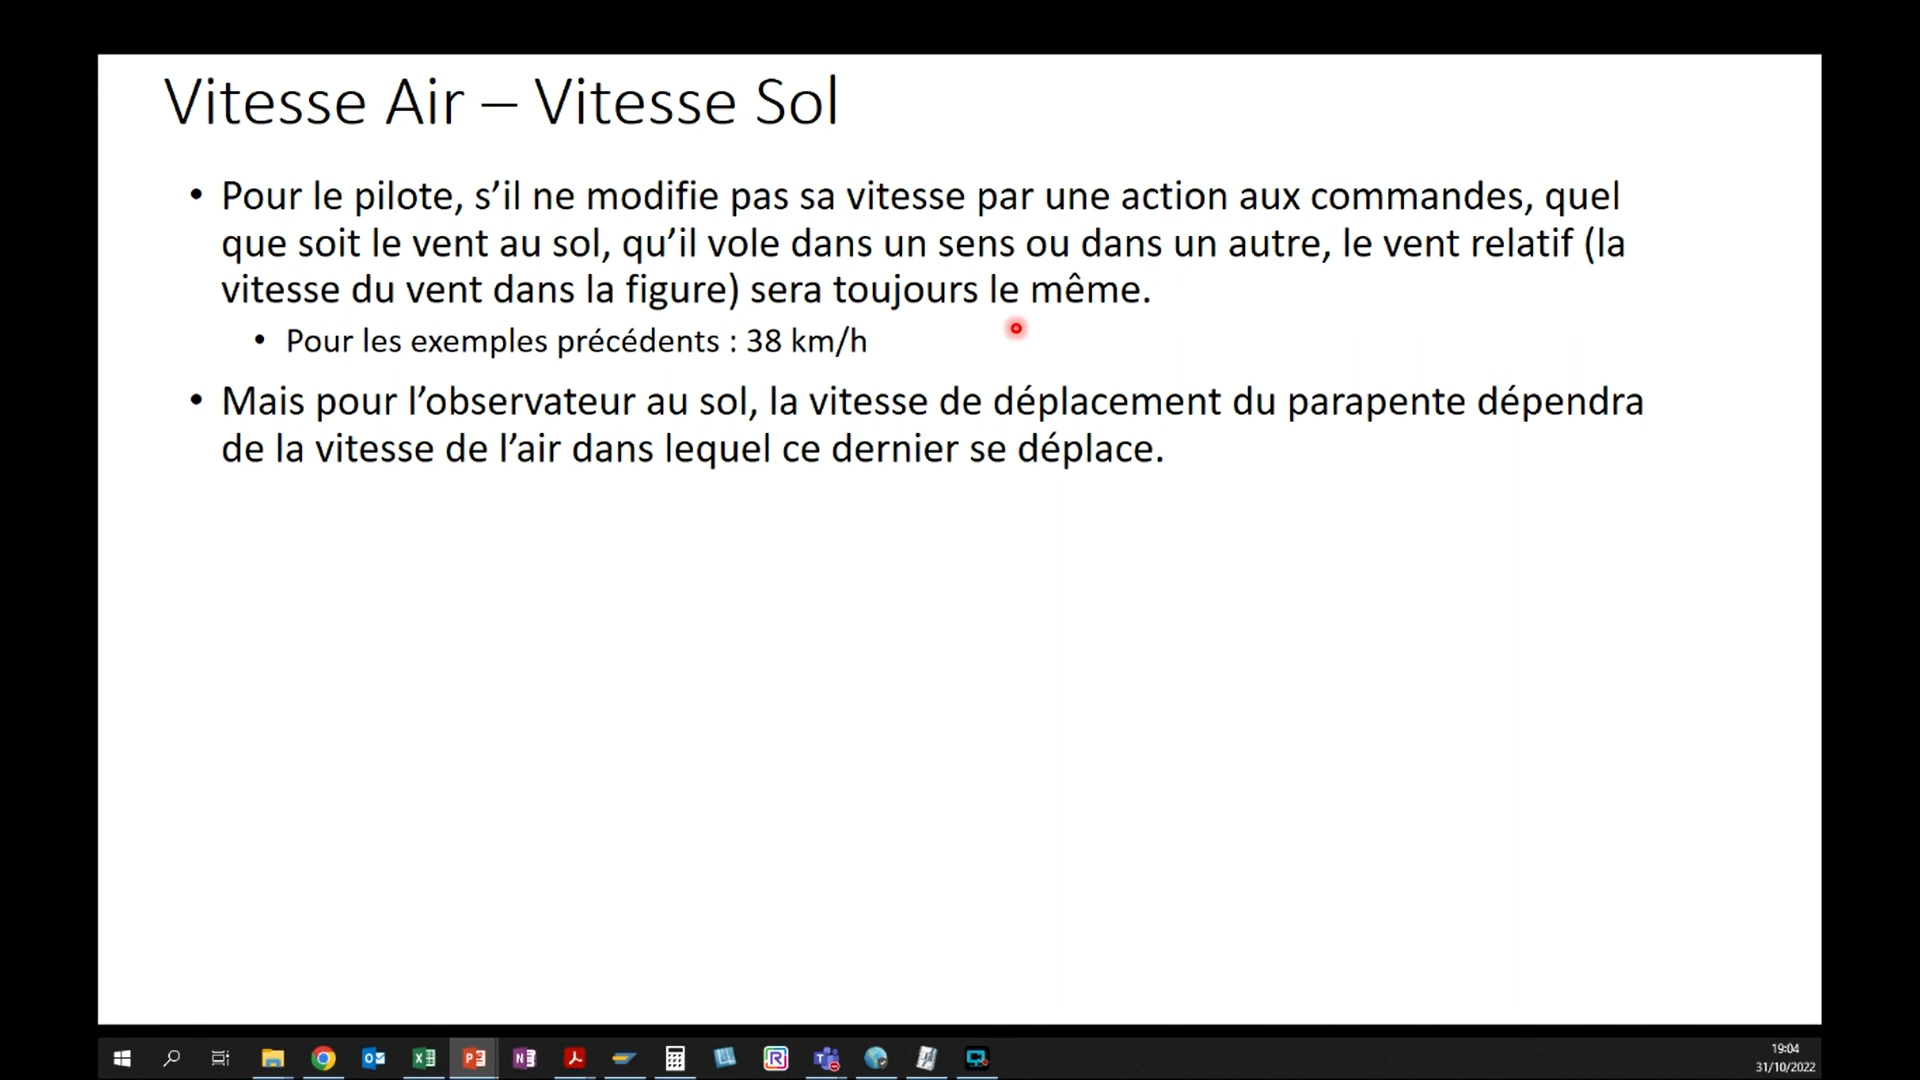 Vitesse Air – Vitesse Sol
• Pour le pilote, s’il ne modifie pas sa vitesse par une action aux commandes, quel
que soit le vent au sol, qu’il vole dans un sens ou dans un autre, le vent relatif (la
vitesse du vent dans la figure) sera toujours le même.
• Pour les exemples précédents : 38 km/h
• Mais pour l’observateur au sol, la vitesse de déplacement du parapente dépendra
de la vitesse de l’air dans lequel ce dernier se déplace.
19:04
31/10/2022